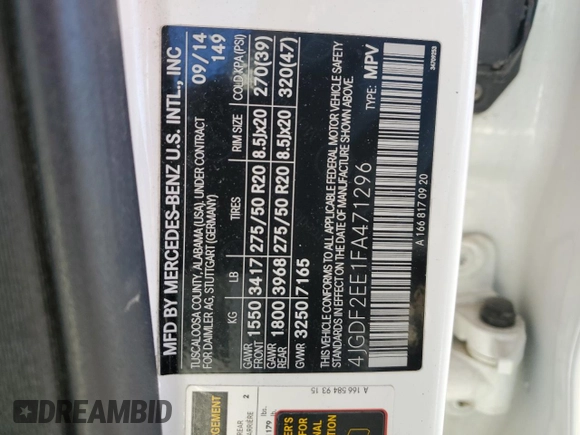 MFD BY MERCEDES-BENZ U.S. INTL., INC
TUSCALOOSA COUNTY, ALABAMA (USA) UNDER CONTRACT
FOR DAIMLER AG, STUTTGART (GERMANY)
09/14
149
KG LB TIRES RIM SIZE COLD KPA (PSI)
GAWR FRONT 1550 3417 275/50 R20 8.5Jx20 270(39)
GAWR REAR 1800 3968 275/50 R20 8.5Jx20 320(47)
GVWR 3250 7165
THIS VEHICLE CONFORMS TO ALL APPLICABLE FEDERAL MOTOR VEHICLE SAFETY
STANDARDS IN EFFECT ON THE DATE OF MANUFACTURE SHOWN ABOVE.
4JGDF2EE1FA471296
TYPE: MPV
A 166 817 09 20
A 166 584 93 15
2
DREAMBID